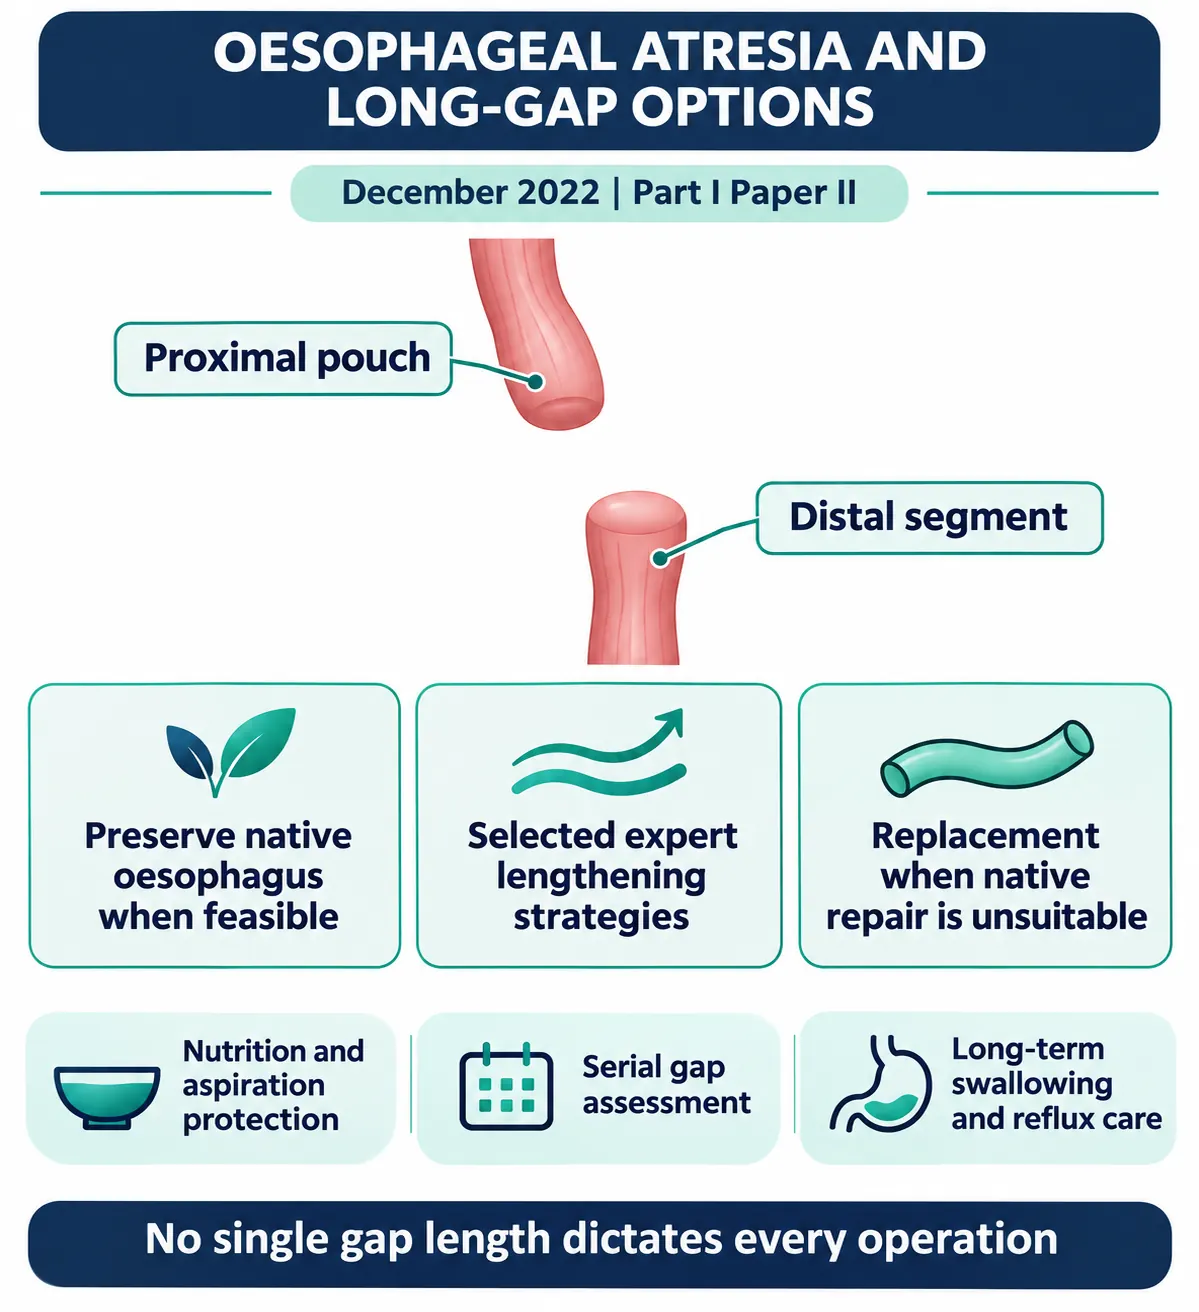 OESOPHAGEAL ATRESIA AND
LONG-GAP OPTIONS
December 2022 | Part I Paper II
Proximal pouch
Distal segment
Preserve native
oesophagus
when feasible
Selected expert
lengthening
strategies
Replacement
when native
repair is unsuitable
Nutrition and
aspiration
protection
Serial gap
assessment
Long-term
swallowing
and reflux care
No single gap length dictates every operation